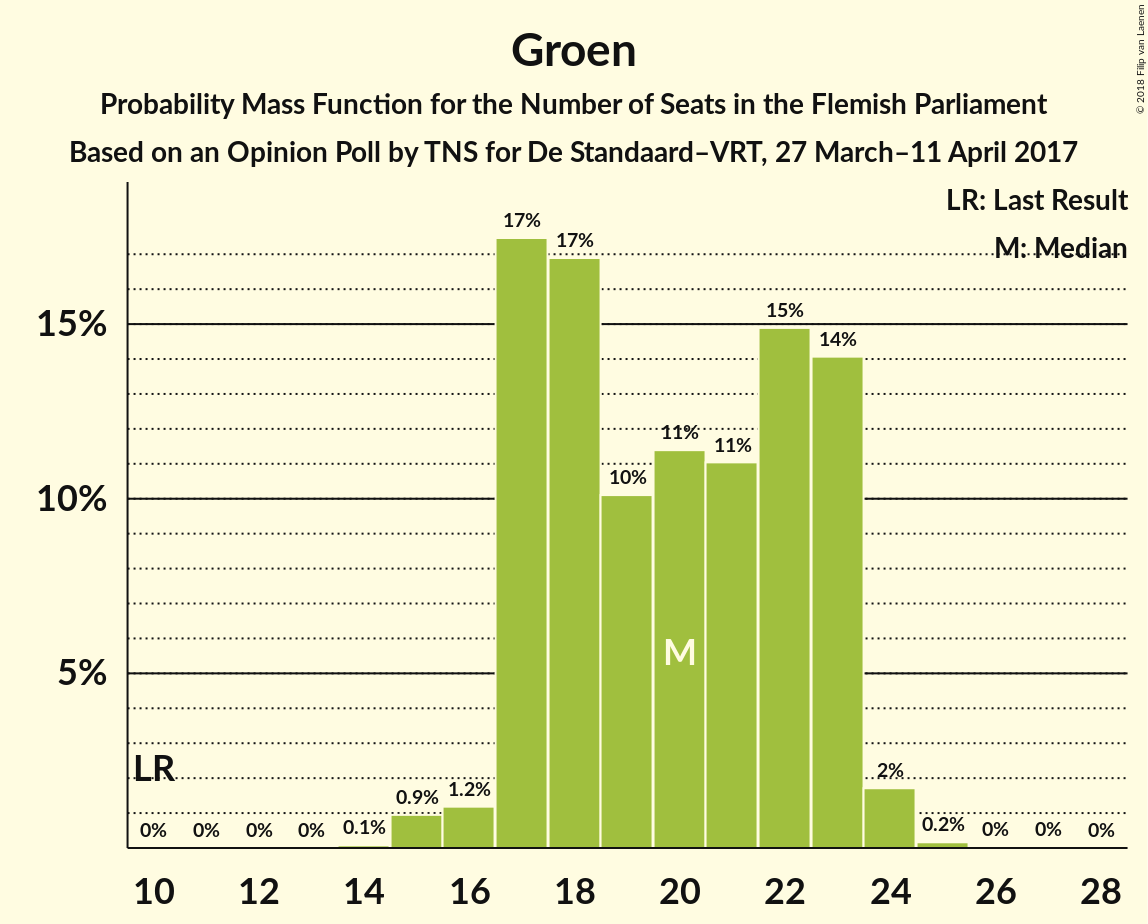 Groen
Probability Mass Function for the Number of Seats in the Flemish Parliament
Based on an Opinion Poll by TNS for De Standaard–VRT, 27 March–11 April 2017
© 2018 Filip van Laenen
LR: Last Result
M: Median
17%
17%
15%
15%
14%
11%
11%
10%
10%
M
5%
LR
2%
1.2%
0.9%
0% 0% 0% 0% 0.1% 0.2% 0% 0% 0%
10 12 14 16 18 20 22 24 26 28